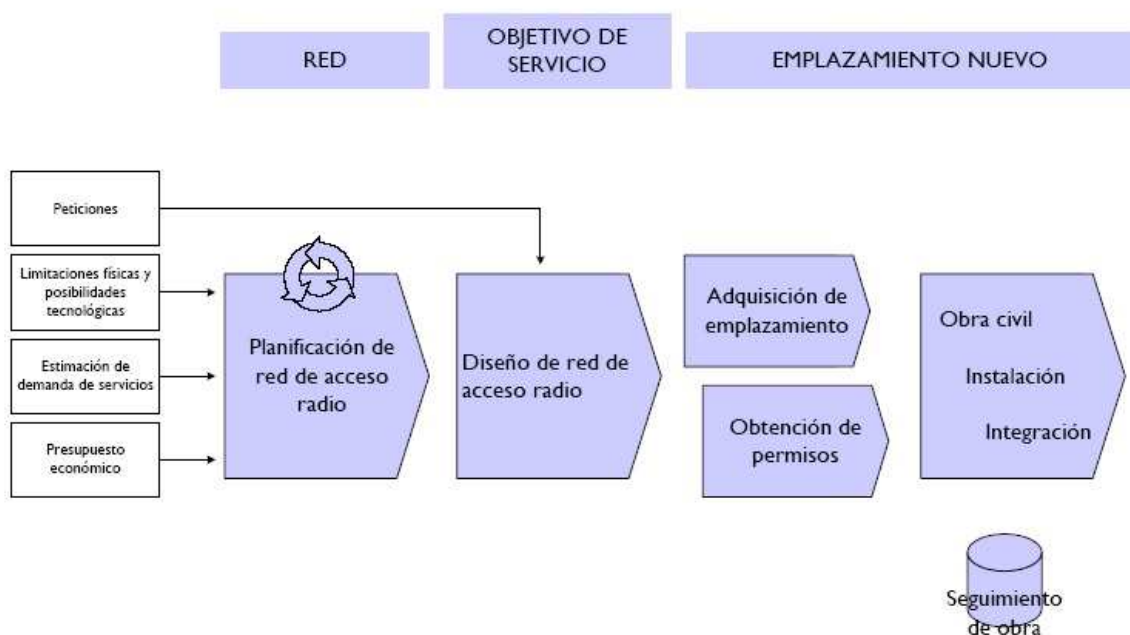 RED
OBJETIVO DE
SERVICIO
EMPLAZAMIENTO NUEVO
Peticiones
Limitaciones físicas y
posibilidades
tecnológicas
Estimación de
demanda de servicios
Presupuesto
económico
Planificación de
red de acceso
radio
Diseño de red de
acceso radio
Adquisición de
emplazamiento
Obtención de
permisos
Obra civil
Instalación
Integración
Seguimiento
de obra